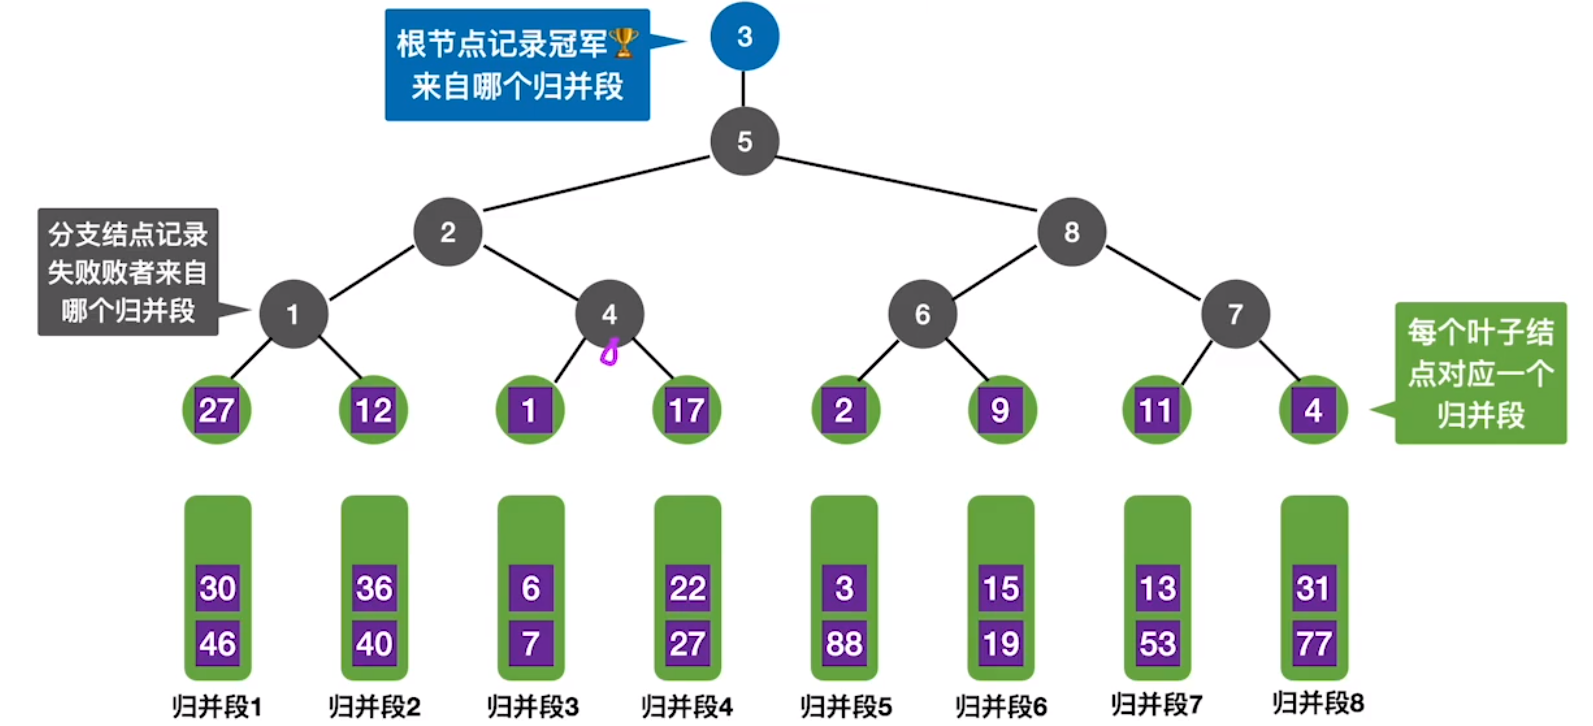 根节点记录冠军🏆
来自哪个归并段
3
5
2
8
分支结点记录
失败败者来自
哪个归并段
1
4
6
7
每个叶子结
点对应一个
归并段
27 12 1 17 2 9 11 4
30 36 6 22 3 15 13 31
46 40 7 27 88 19 53 77
归并段1 归并段2 归并段3 归并段4 归并段5 归并段6 归并段7 归并段8